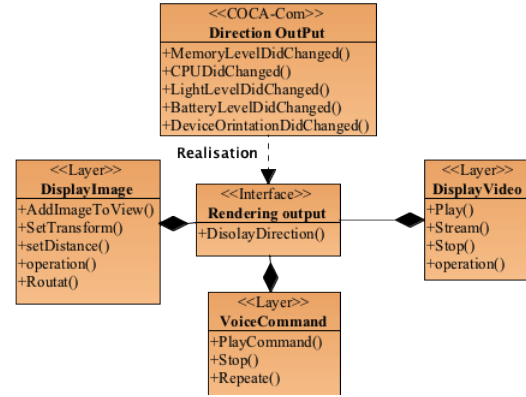 <<COCA-Com>>
Direction OutPut
+MemoryLevelDidChanged()
+CPUDidChanged()
+LightLevelDidChanged()
+BatteryLevelDidChanged()
+DeviceOrintationDidChanged()
Realisation
<<Layer>>
DisplayImage
+AddImageToView()
+SetTransform()
+setDistance()
+operation()
+Routat()
<<Interface>>
Rendering output
+DisolayDirection()
<<Layer>>
DisplayVideo
+Play()
+Stream()
+Stop()
+operation()
<<Layer>>
VoiceCommand
+PlayCommand()
+Stop()
+Repeate()